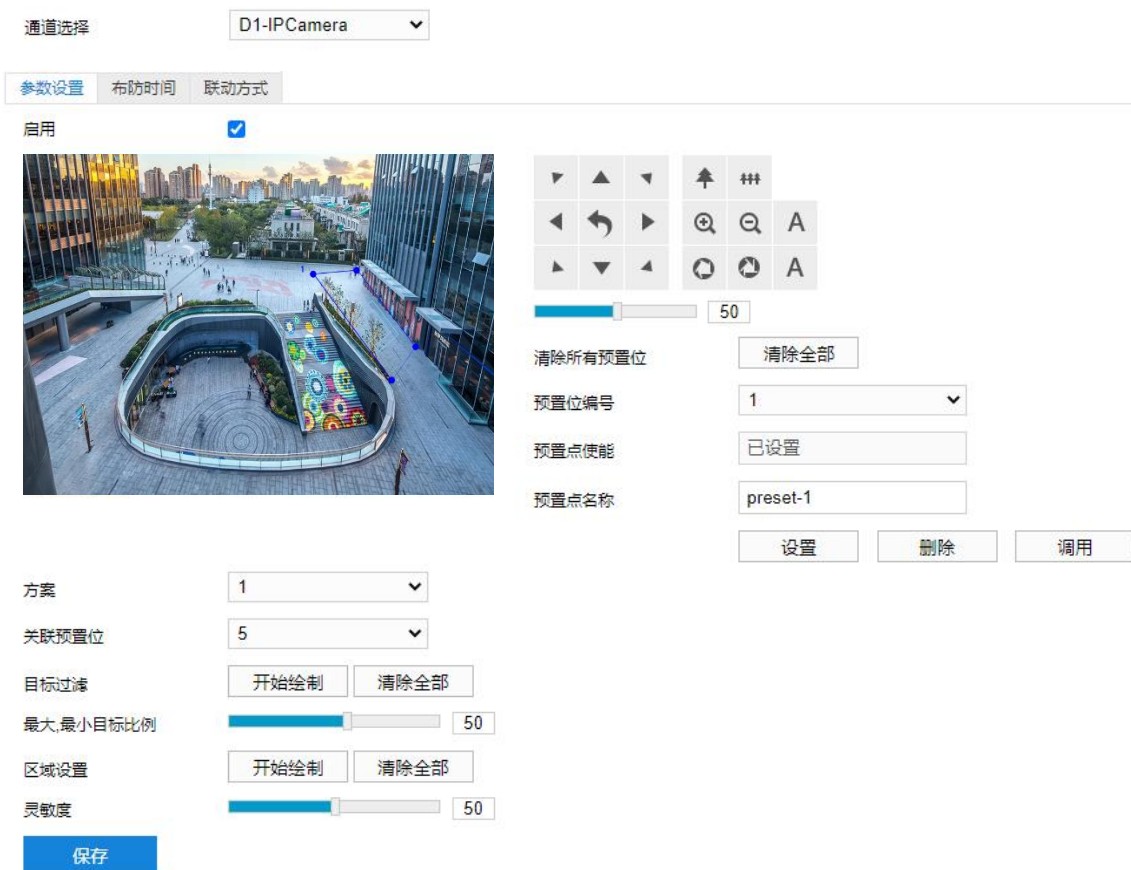 通道选择 D1-IPCamera
参数设置 布防时间 联动方式
启用
1
A
A
50
清除所有预置位 清除全部
预置位编号 1
预置点使能 已设置
预置点名称 preset-1
设置 删除 调用
方案 1
关联预置位 5
目标过滤 开始绘制 清除全部
最大,最小目标比例 50
区域设置 开始绘制 清除全部
灵敏度 50
保存